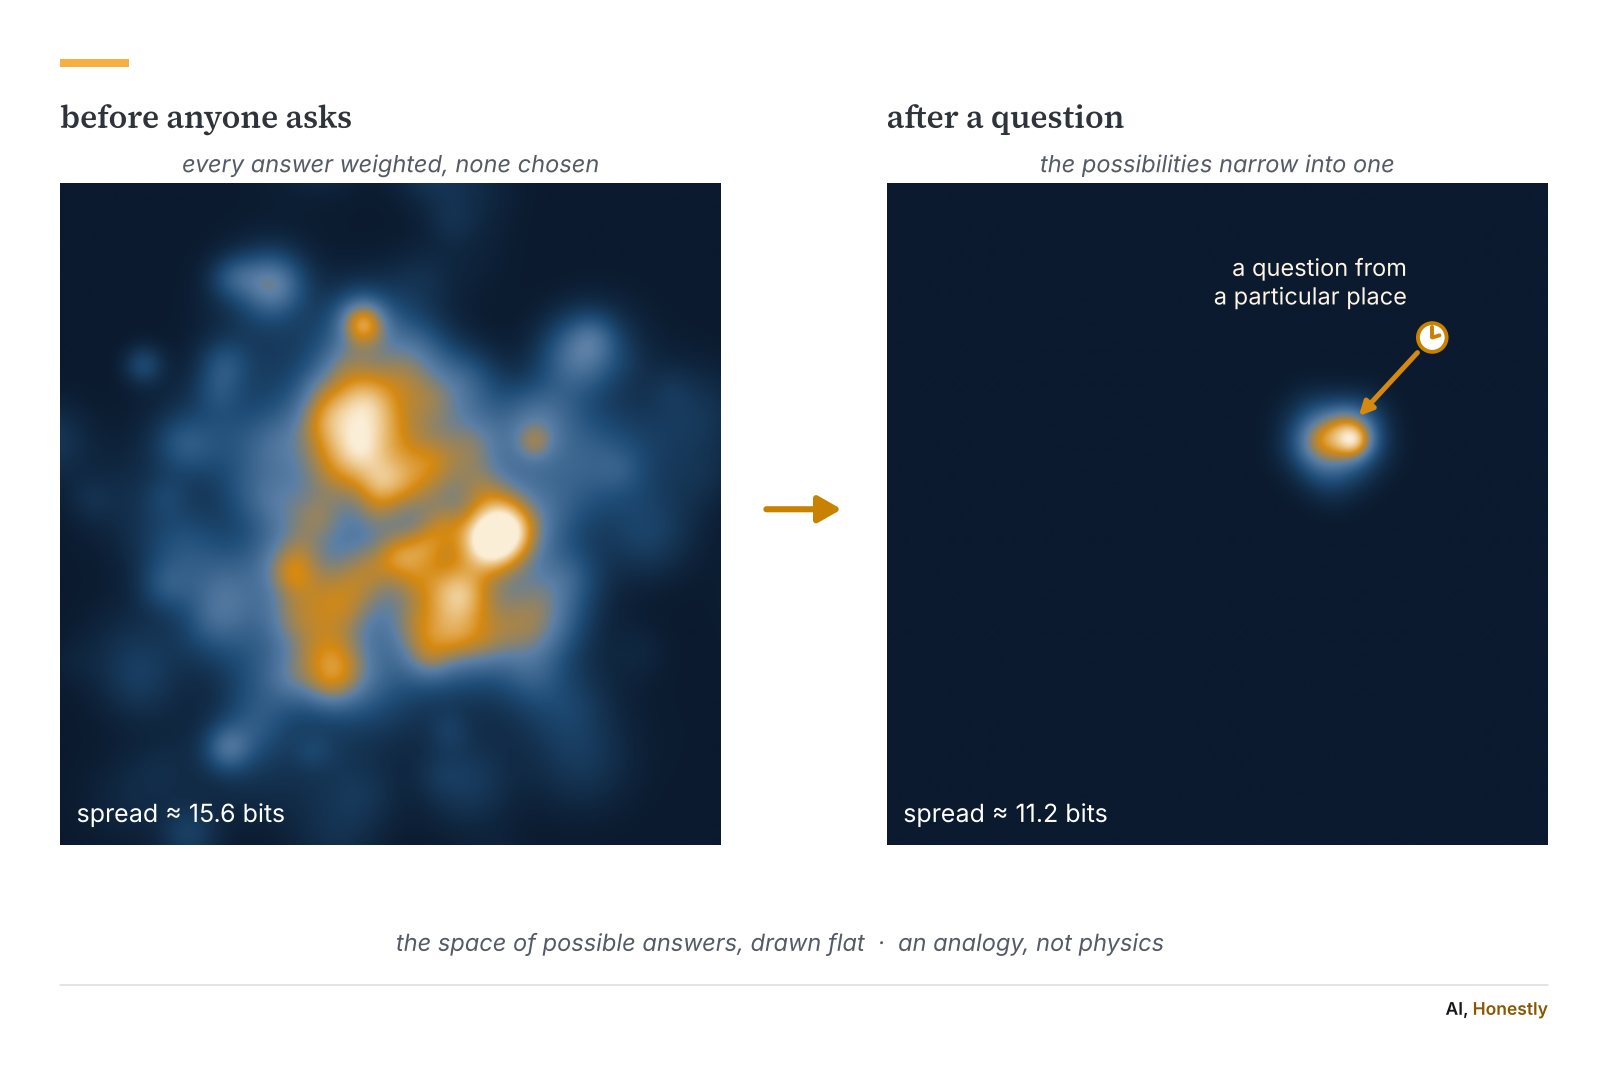 before anyone asks
every answer weighted, none chosen
spread ≈ 15.6 bits
after a question
the possibilities narrow into one
a question from
a particular place
spread ≈ 11.2 bits
the space of possible answers, drawn flat · an analogy, not physics
AI, Honestly